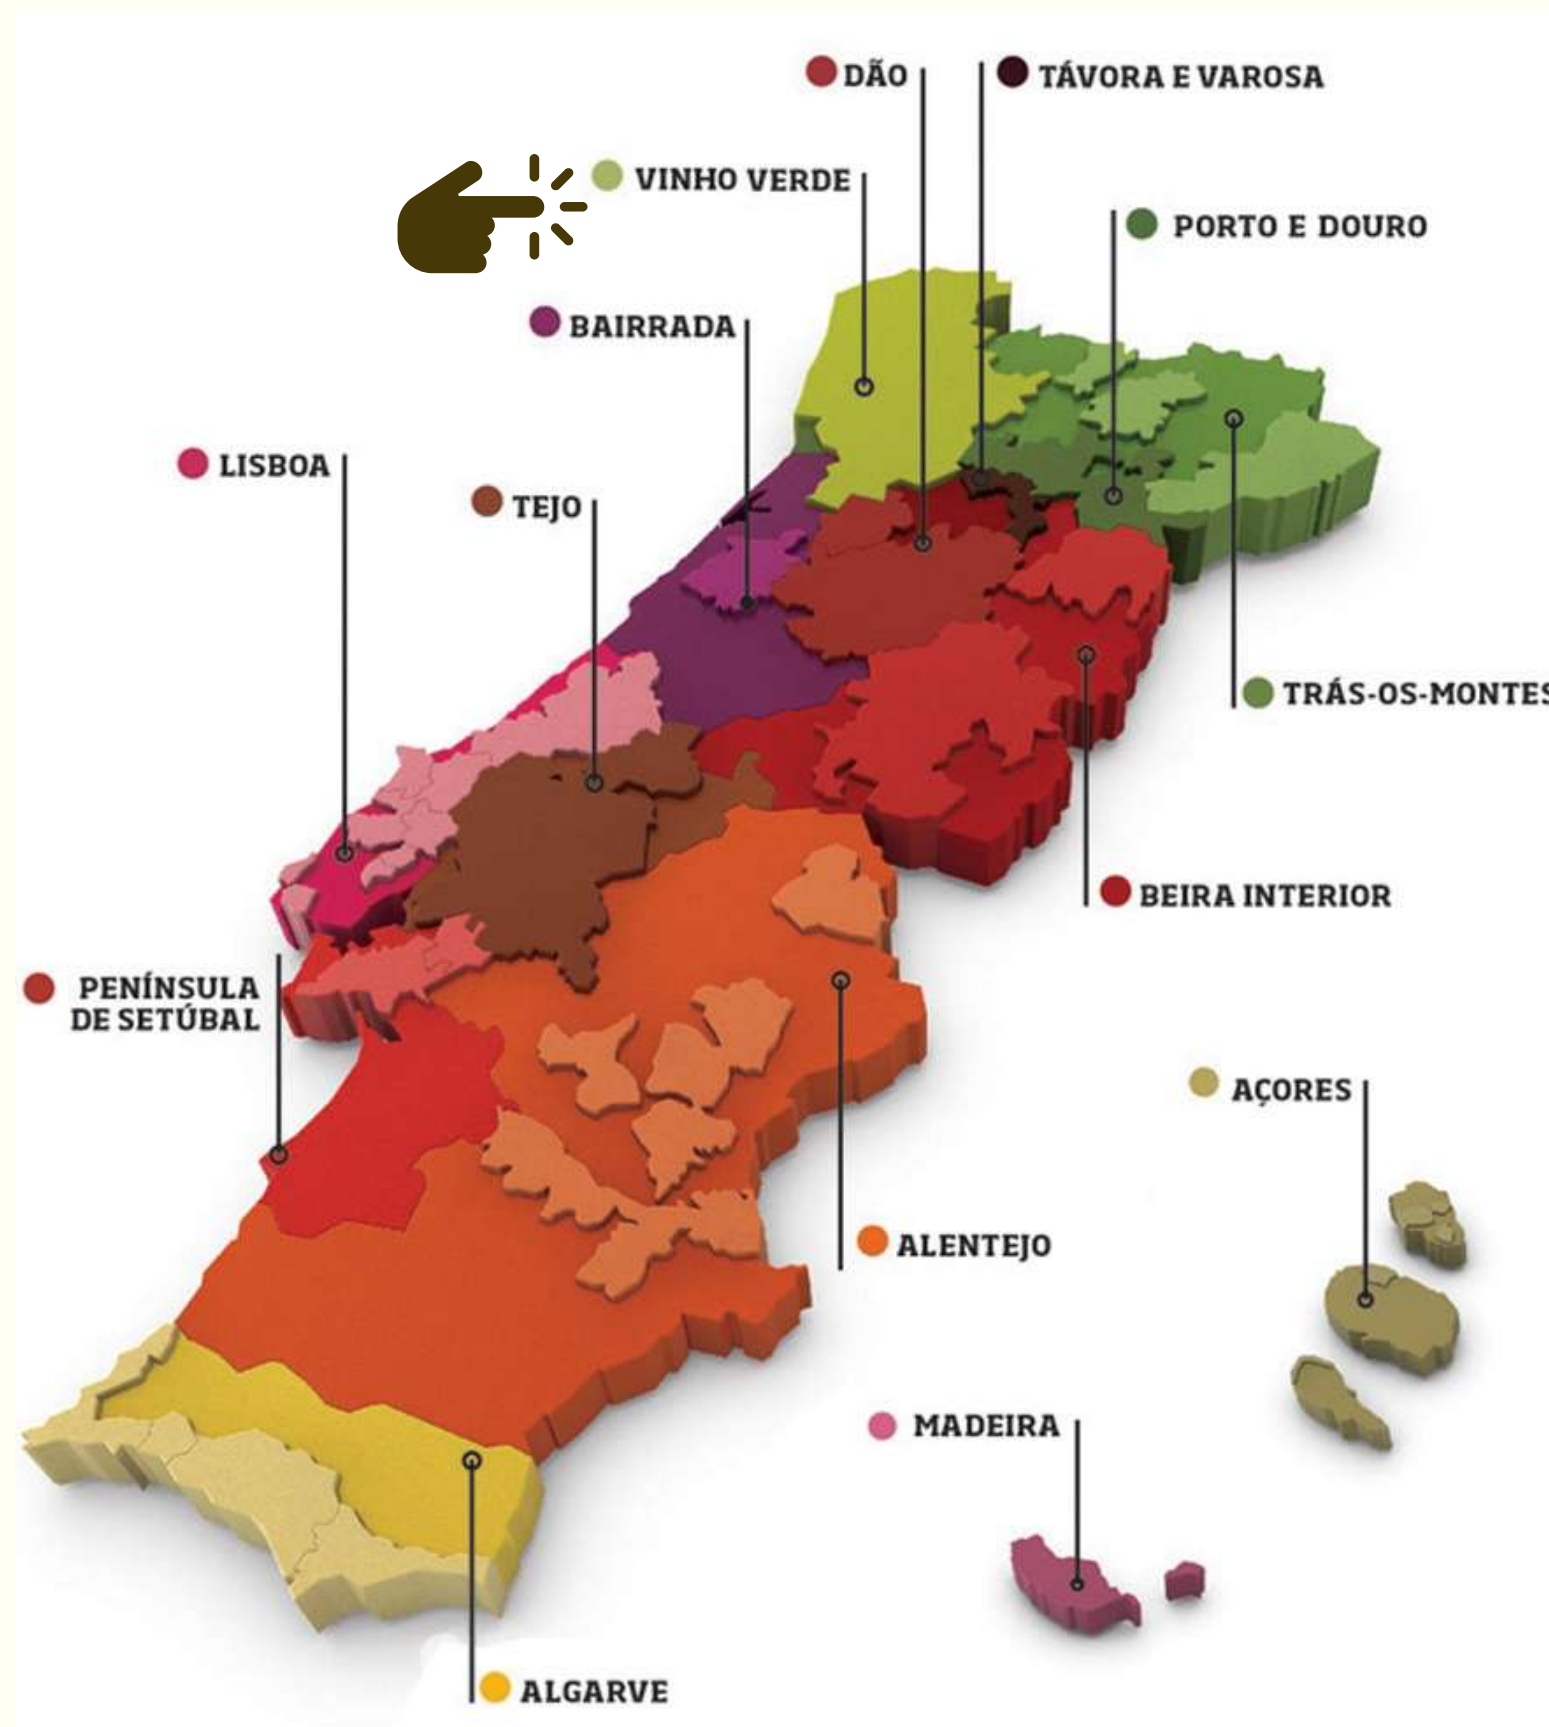 DÃO
TÁVORA E VAROSA
VINHO VERDE
PORTO E DOURO
BAIRRADA
LISBOA
TEJO
TRÁS-OS-MONTES
BEIRA INTERIOR
PENÍNSULA
DE SETÚBAL
AÇORES
ALENTEJO
MADEIRA
ALGARVE